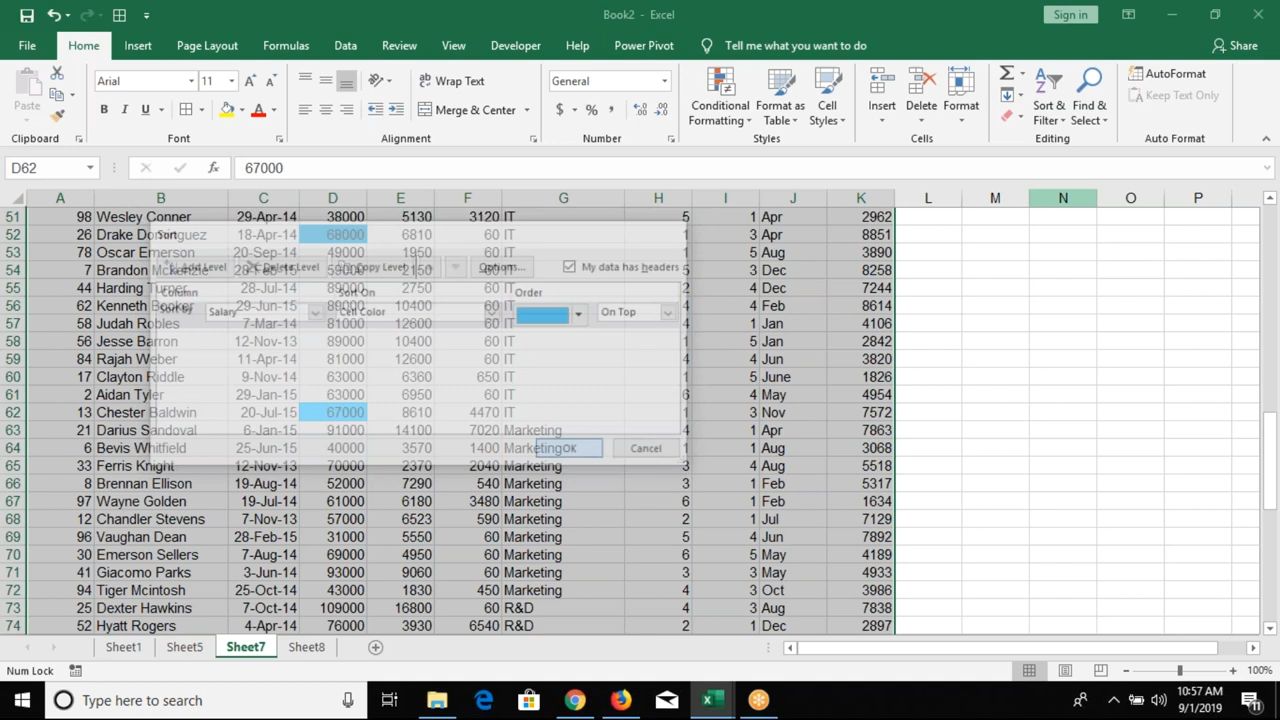 Book2 - Excel
Sign in
File Home Insert Page Layout Formulas Data Review View Developer Help Power Pivot Tell me what you want to do Share
Paste
Arial 11
Wrap Text
General
Conditional Formatting
Format as Table
Cell Styles
Insert
Delete
Format
Sort & Filter
Find & Select
AutoFormat
Keep Text Only
B I U
Merge & Center
$ % ,
Clipboard Font Alignment Number Styles Cells Editing Auto Format
D62 fx 67000
A B C D E F G H I J K L M N O P
51 98 Wesley Conner 29-Apr-14 38000 5130 3120 IT 5 1 Apr 2962
52 26 Drake Dominguez 18-Apr-14 68000 6810 60 IT 1 3 Apr 8851
53 78 Oscar Emerson 20-Sep-14 49000 1950 60 IT 1 5 Aug 3890
54 7 Brandon Mckenzie 28-Feb-15 59000 2150 60 IT 5 3 Dec 8258
55 44 Harding Turner 28-Jul-14 89000 2750 60 IT 2 4 Dec 7244
56 62 Kenneth Booker 29-Jun-15 89000 10400 60 IT 4 4 Feb 8614
57 58 Judah Robles 7-Mar-14 81000 12600 60 IT 4 1 Jan 4106
58 56 Jesse Barron 12-Nov-13 89000 10400 60 IT 1 5 Jan 2842
59 84 Rajah Weber 11-Apr-14 81000 12600 60 IT 4 4 Jun 3820
60 17 Clayton Riddle 9-Nov-14 63000 6360 650 IT 1 5 June 1826
61 2 Aidan Tyler 29-Jan-15 63000 6950 60 IT 6 4 May 4954
62 13 Chester Baldwin 20-Jul-15 67000 8610 4470 IT 1 3 Nov 7572
63 21 Darius Sandoval 6-Jan-15 91000 14100 7020 Marketing 4 1 Apr 7863
64 6 Bevis Whitfield 25-Jun-15 40000 3570 1400 Marketing 1 1 Aug 3068
65 33 Ferris Knight 12-Nov-13 70000 2370 2040 Marketing 3 4 Aug 5518
66 8 Brennan Ellison 19-Aug-14 52000 7290 540 Marketing 3 1 Feb 5317
67 97 Wayne Golden 19-Jul-14 61000 6180 3480 Marketing 6 1 Feb 1634
68 12 Chandler Stevens 7-Nov-13 57000 6523 590 Marketing 2 1 Jul 7129
69 96 Vaughan Dean 28-Feb-15 31000 5550 60 Marketing 5 4 Jun 7892
70 30 Emerson Sellers 7-Aug-14 69000 4950 60 Marketing 6 5 May 4189
71 41 Giacomo Parks 3-Jun-14 93000 9060 60 Marketing 3 3 May 4933
72 94 Tiger Mcintosh 25-Oct-14 43000 1830 450 Marketing 4 3 Oct 3986
73 25 Dexter Hawkins 7-Oct-14 109000 16800 60 R&D 4 3 Aug 7838
74 52 Hyatt Rogers 4-Apr-14 76000 3930 6540 R&D 2 1 Dec 2897
Sort
Add Level Delete Level Copy Level Options... My data has headers
Column Sort On Order
Sort by Salary Cell Color On Top
OK Cancel
Sheet1 Sheet5 Sheet7 Sheet8
Num Lock 100%
Type here to search
10:57 AM
9/1/2019
11